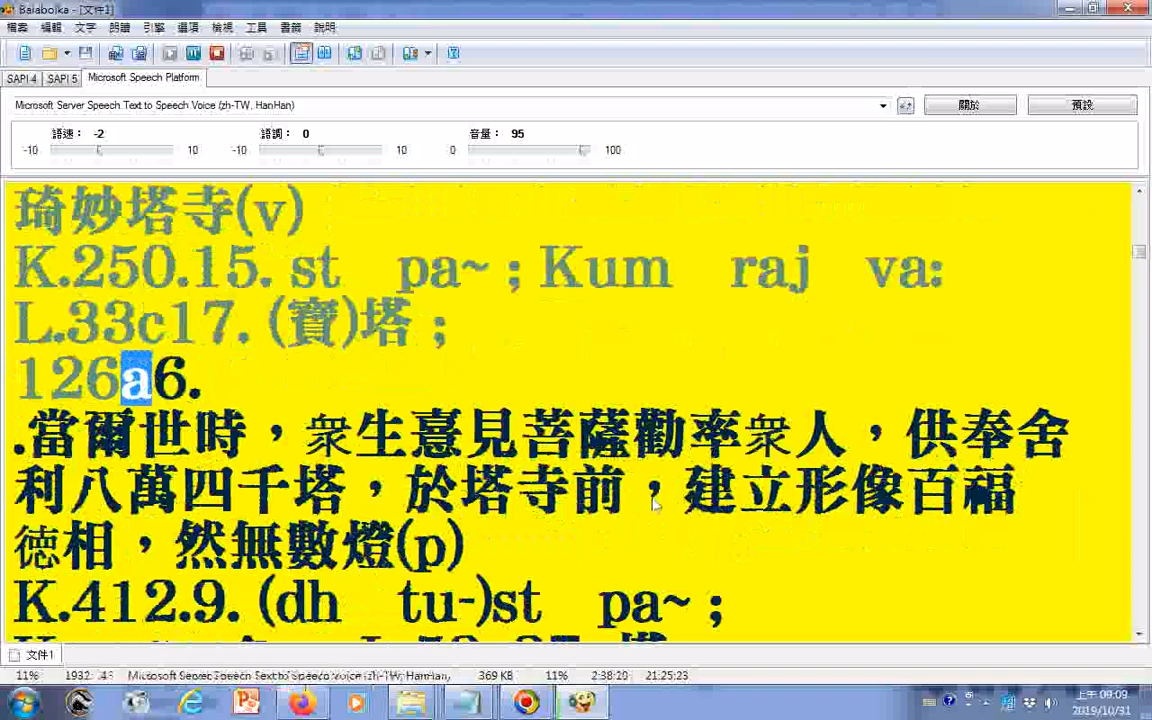 Balabolka - [文件1]
檔案 編輯 文字 朗讀 引擎 選項 檢視 工具 書籤 說明
SAPI 4 SAPI 5 Microsoft Speech Platform
Microsoft Server Speech Text to Speech Voice (zh-TW, HanHan) 關於 預設
語速： -2 語調： 0 音量： 95
-10 10 -10 10 0 100
琦妙塔寺(v)
K.250.15. st pa~ ; Kum raj va:
L.33c17. (寶)塔 ;
126a6.
.當爾世時，衆生憙見菩薩勸率衆人，供奉舍
利八萬四千塔，於塔寺前，建立形像百福
德相，然無數燈(p)
K.412.9. (dh tu-)st pa~ ;
文件1
11% 369 KB 11% 2:38:20 21:25:23
上午 09:09
2019/10/31